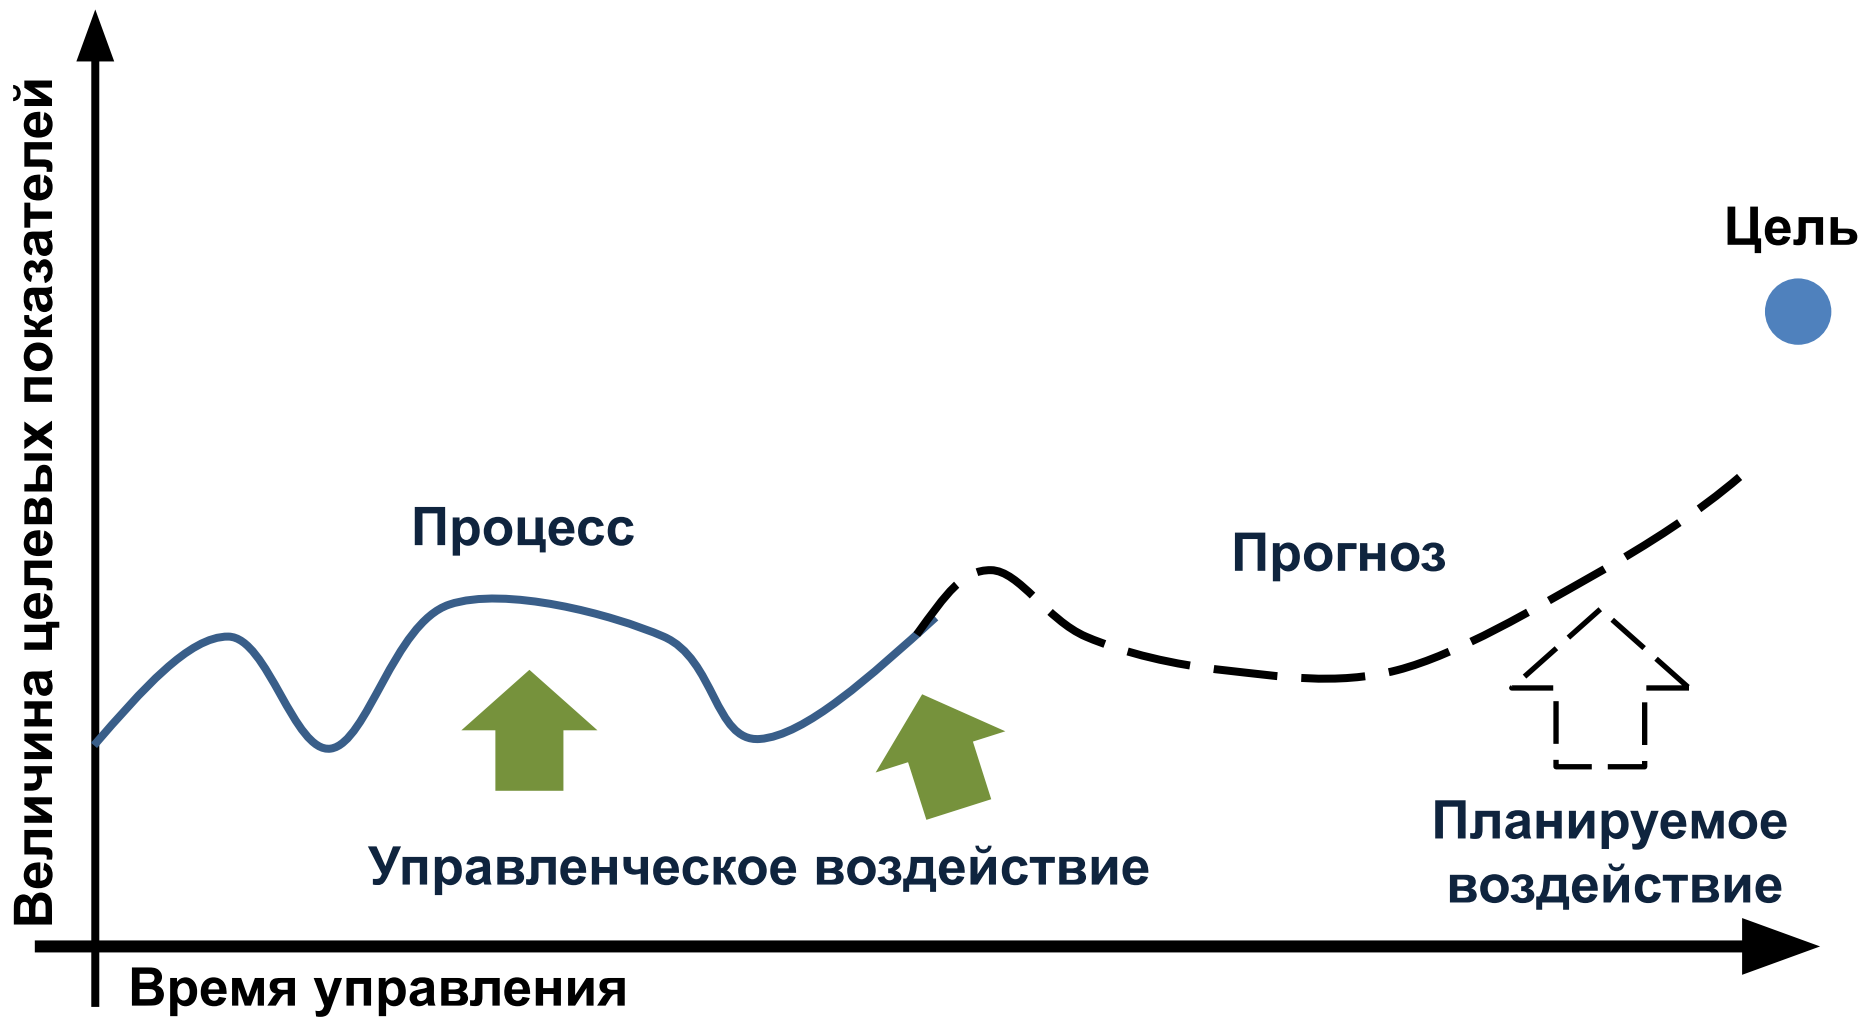 Величина целевых показателей
Цель
Процесс
Прогноз
Управленческое воздействие
Планируемое
воздействие
Время управления